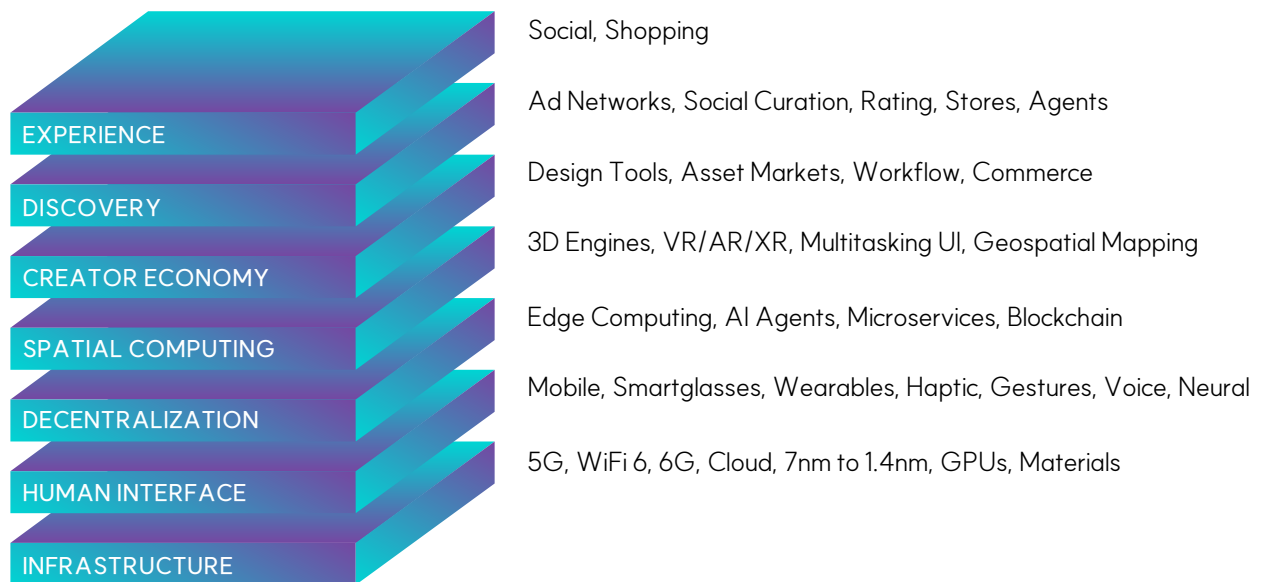 Social, Shopping
EXPERIENCE
Ad Networks, Social Curation, Rating, Stores, Agents
DISCOVERY
Design Tools, Asset Markets, Workflow, Commerce
CREATOR ECONOMY
3D Engines, VR/AR/XR, Multitasking UI, Geospatial Mapping
SPATIAL COMPUTING
Edge Computing, AI Agents, Microservices, Blockchain
DECENTRALIZATION
Mobile, Smartglasses, Wearables, Haptic, Gestures, Voice, Neural
HUMAN INTERFACE
5G, WiFi 6, 6G, Cloud, 7nm to 1.4nm, GPUs, Materials
INFRASTRUCTURE